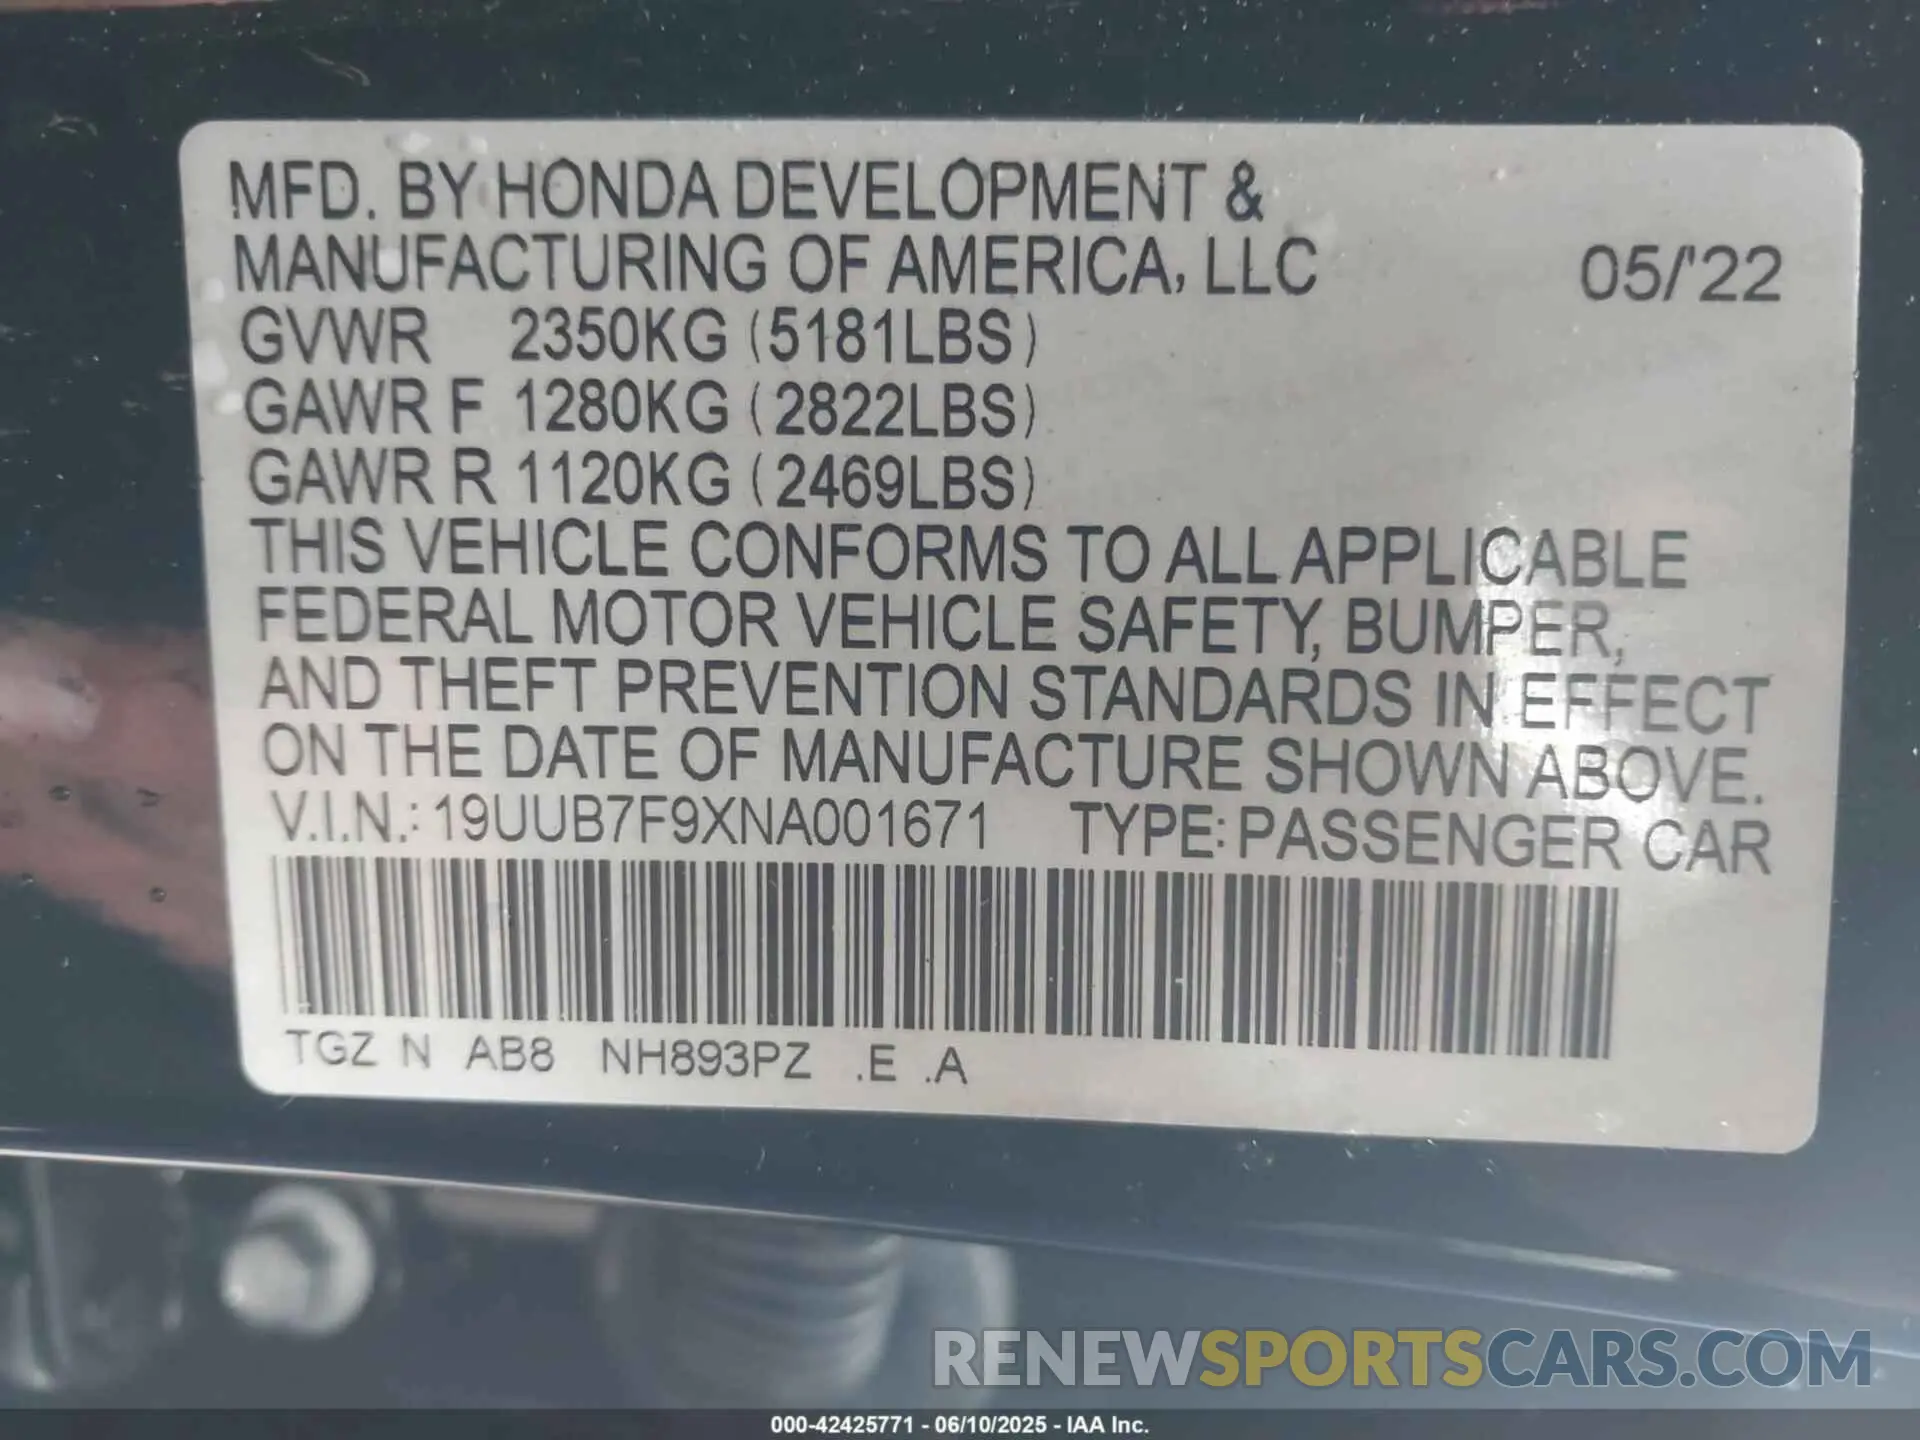 MFD. BY HONDA DEVELOPMENT &
MANUFACTURING OF AMERICA, LLC 05/'22
GVWR 2350KG (5181LBS)
GAWR F 1280KG (2822LBS)
GAWR R 1120KG (2469LBS)
THIS VEHICLE CONFORMS TO ALL APPLICABLE
FEDERAL MOTOR VEHICLE SAFETY, BUMPER,
AND THEFT PREVENTION STANDARDS IN EFFECT
ON THE DATE OF MANUFACTURE SHOWN ABOVE.
V.I.N.: 19UUB7F9XNA001671 TYPE: PASSENGER CAR
TGZ N AB8 NH893PZ .E .A
RENEWSPORTSCARS.COM
000-42425771 - 06/10/2025 - IAA Inc.